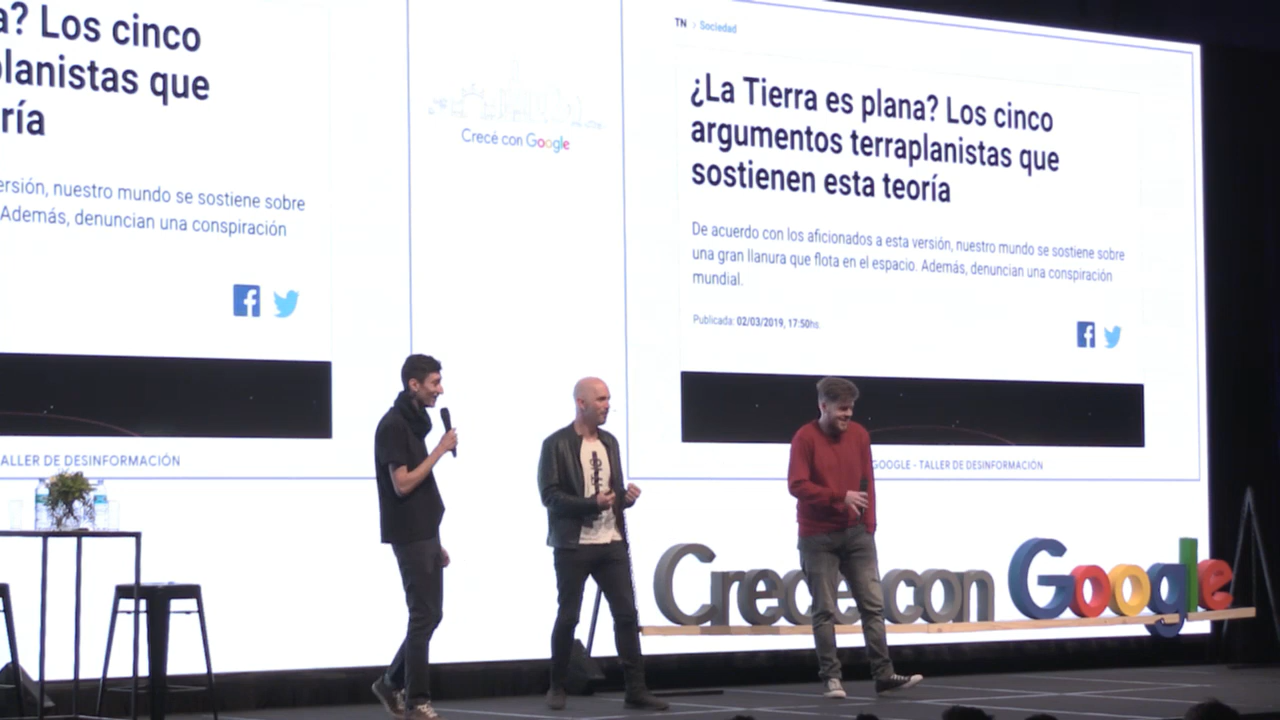 a? Los cinco
planistas que
ría
ersión, nuestro mundo se sostiene sobre
Además, denuncian una conspiración
ALLER DE DESINFORMACIÓN
Crecé con Google
TN > Sociedad
¿La Tierra es plana? Los cinco
argumentos terraplanistas que
sostienen esta teoría
De acuerdo con los aficionados a esta versión, nuestro mundo se sostiene sobre
una gran llanura que flota en el espacio. Además, denuncian una conspiración
mundial.
Publicada: 02/03/2019, 17:50hs
GOOGLE - TALLER DE DESINFORMACIÓN
Crecé con Google